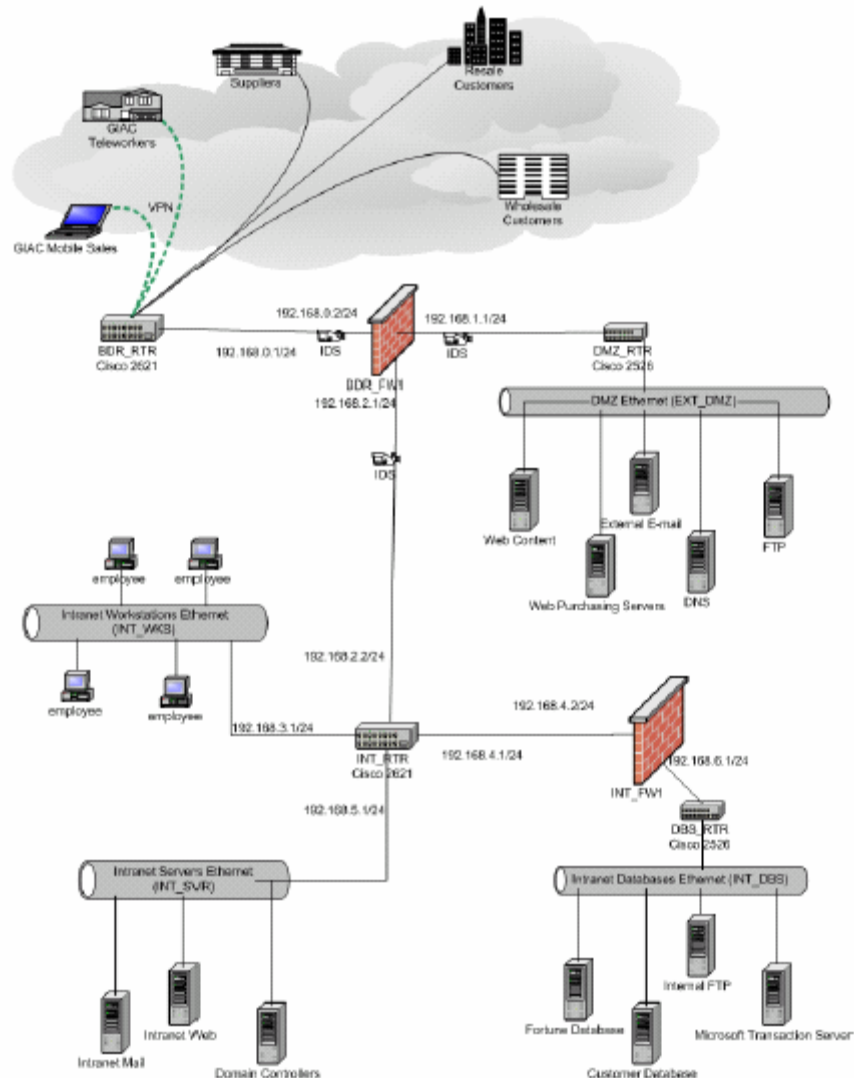 Suppliers
Resale
Customers
GIAC
Teleworkers
VPN
Wholesale
Customers
GIAC Mobile Sales
192.168.0.2/24
192.168.1.1/24
BDR_RTR
Cisco 2621
192.168.0.1/24
IDS
IDS
DMZ_RTR
Cisco 2526
BDR_FW1
192.168.2.1/24
DMZ Ethernet (EXT_DMZ)
IDS
Web Content
External E-mail
FTP
Web Purchasing Servers
DNS
employee
employee
Intranet Workstations Ethernet
(INT_WKS)
employee
employee
192.168.2.2/24
192.168.3.1/24
192.168.4.2/24
INT_RTR
Cisco 2621
192.168.4.1/24
192.168.6.1/24
INT_FW1
192.168.5.1/24
DBS_RTR
Cisco 2526
Intranet Servers Ethernet
(INT_SVR)
Intranet Databases Ethernet (INT_DBS)
Intranet Mail
Intranet Web
Domain Controllers
Fortune Database
Internal FTP
Customer Database
Microsoft Transaction Server